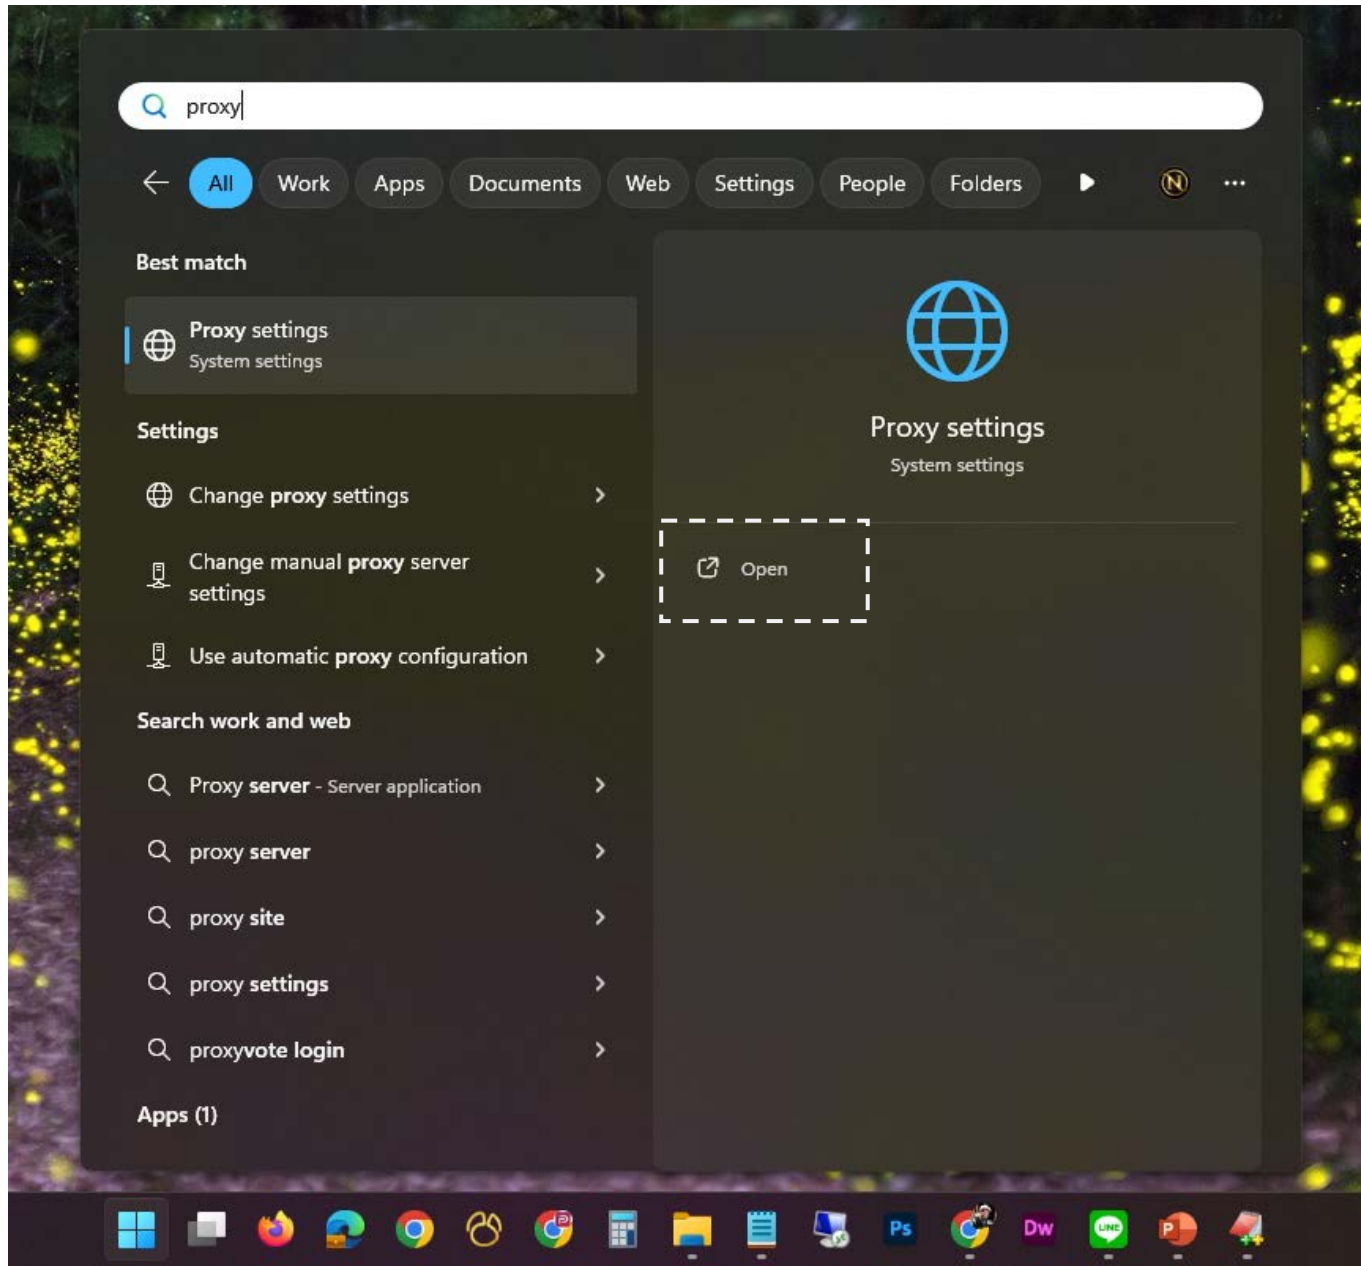 proxy
All Work Apps Documents Web Settings People Folders
N
Best match
Proxy settings
System settings
Settings
Change proxy settings
Change manual proxy server
settings
Use automatic proxy configuration
Search work and web
Proxy server - Server application
proxy server
proxy site
proxy settings
proxyvote login
Apps (1)
Proxy settings
System settings
Open
Ps
Dw
LINE
P